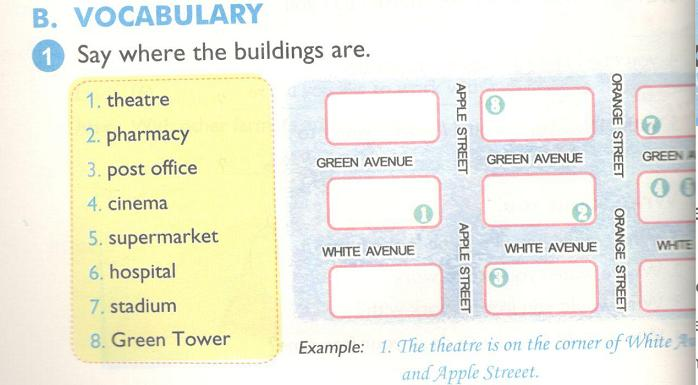 B. VOCABULARY
1 Say where the buildings are.
1. theatre
2. pharmacy
3. post office
4. cinema
5. supermarket
6. hospital
7. stadium
8. Green Tower
APPLE STREET
8
ORANGE STREET
7
GREEN AVENUE
GREEN AVENUE
GREEN
1
2
4
WHITE AVENUE
APPLE STREET
WHITE AVENUE
ORANGE STREET
WHITE
3
Example: 1. The theatre is on the corner of White
and Apple Streeet.